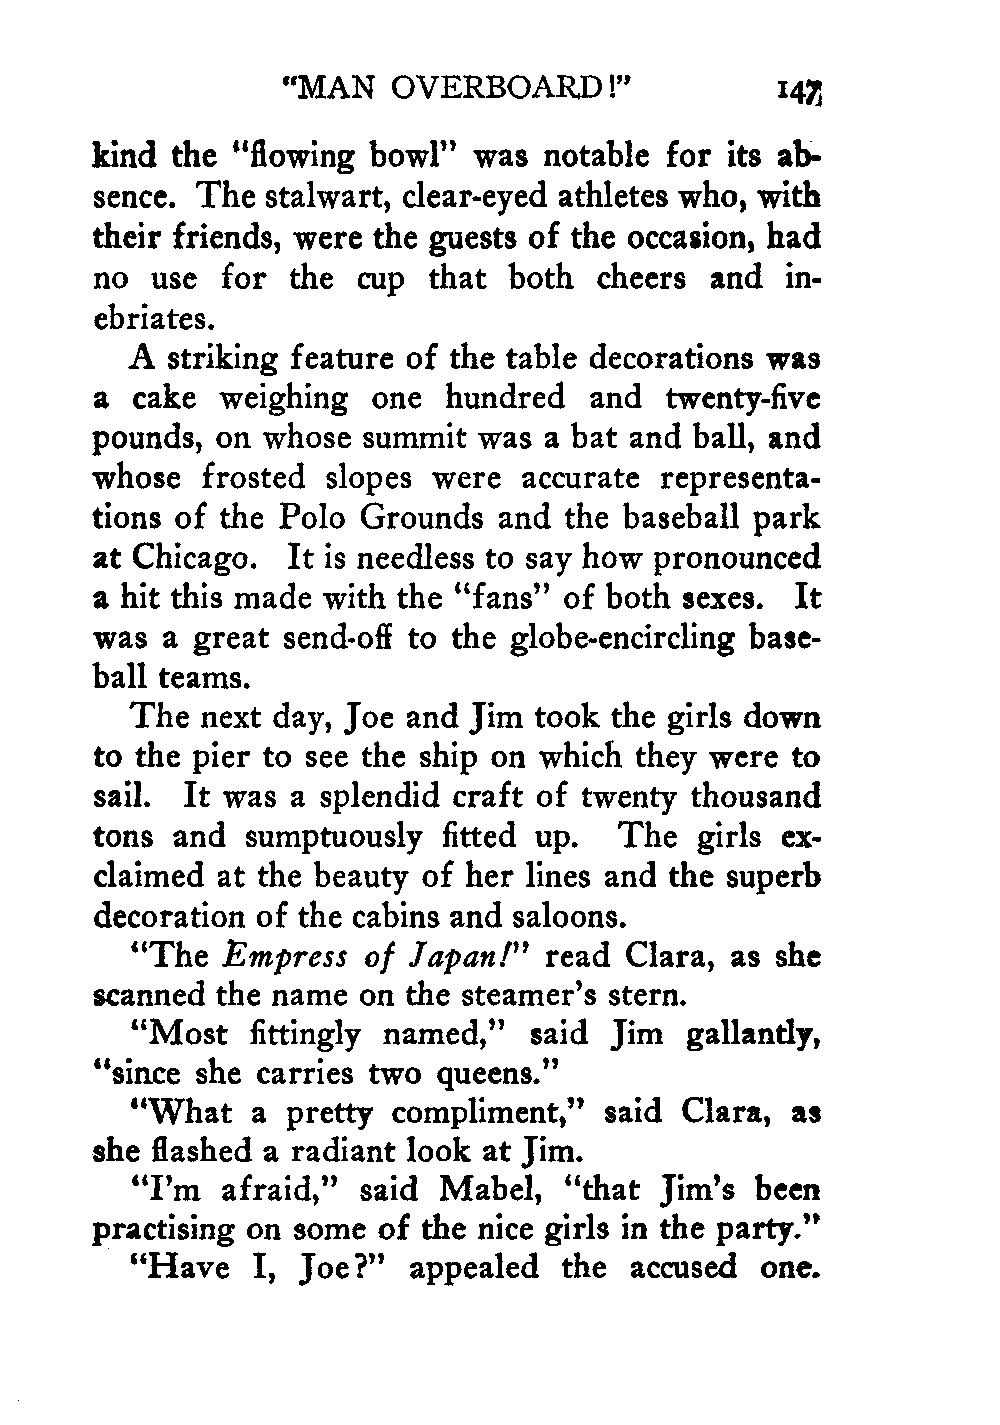 "MAN OVERBOARD!" 147
kind the "flowing bowl" was notable for its ab-
sence. The stalwart, clear-eyed athletes who, with
their friends, were the guests of the occasion, had
no use for the cup that both cheers and in-
ebriates.
A striking feature of the table decorations was
a cake weighing one hundred and twenty-five
pounds, on whose summit was a bat and ball, and
whose frosted slopes were accurate representa-
tions of the Polo Grounds and the baseball park
at Chicago. It is needless to say how pronounced
a hit this made with the "fans" of both sexes. It
was a great send-off to the globe-encircling base-
ball teams.
The next day, Joe and Jim took the girls down
to the pier to see the ship on which they were to
sail. It was a splendid craft of twenty thousand
tons and sumptuously fitted up. The girls ex-
claimed at the beauty of her lines and the superb
decoration of the cabins and saloons.
"The Empress of Japan!" read Clara, as she
scanned the name on the steamer's stern.
"Most fittingly named," said Jim gallantly,
"since she carries two queens."
"What a pretty compliment," said Clara, as
she flashed a radiant look at Jim.
"I'm afraid," said Mabel, "that Jim's been
practising on some of the nice girls in the party."
"Have I, Joe?" appealed the accused one.